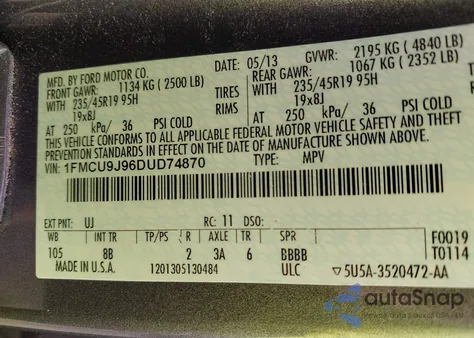 MFD. BY FORD MOTOR CO.
DATE: 05/13 GVWR: 2195 KG ( 4840 LB)
FRONT GAWR: 1134 KG ( 2500 LB) REAR GAWR: 1067 KG ( 2352 LB)
WITH 235/45R19 95H TIRES WITH 235/45R19 95H
19x8J RIMS 19x8J
AT 250 kPa/ 36 PSI COLD AT 250 kPa/ 36 PSI COLD
THIS VEHICLE CONFORMS TO ALL APPLICABLE FEDERAL MOTOR VEHICLE SAFETY AND THEFT
PREVENTION STANDARDS IN EFFECT ON THE DATE OF MANUFACTURE SHOWN ABOVE.
VIN: 1FMCU9J96DUD74870 TYPE: MPV
EXT PNT: UJ RC: 11 DSO:
WB INT TR TP/PS R AXLE TR SPR F0019
105 8B 2 3A 6 BBBB T0114
MADE IN U.S.A. 1201305130484 ULC 5U5A-3520472-AA
autoSnap